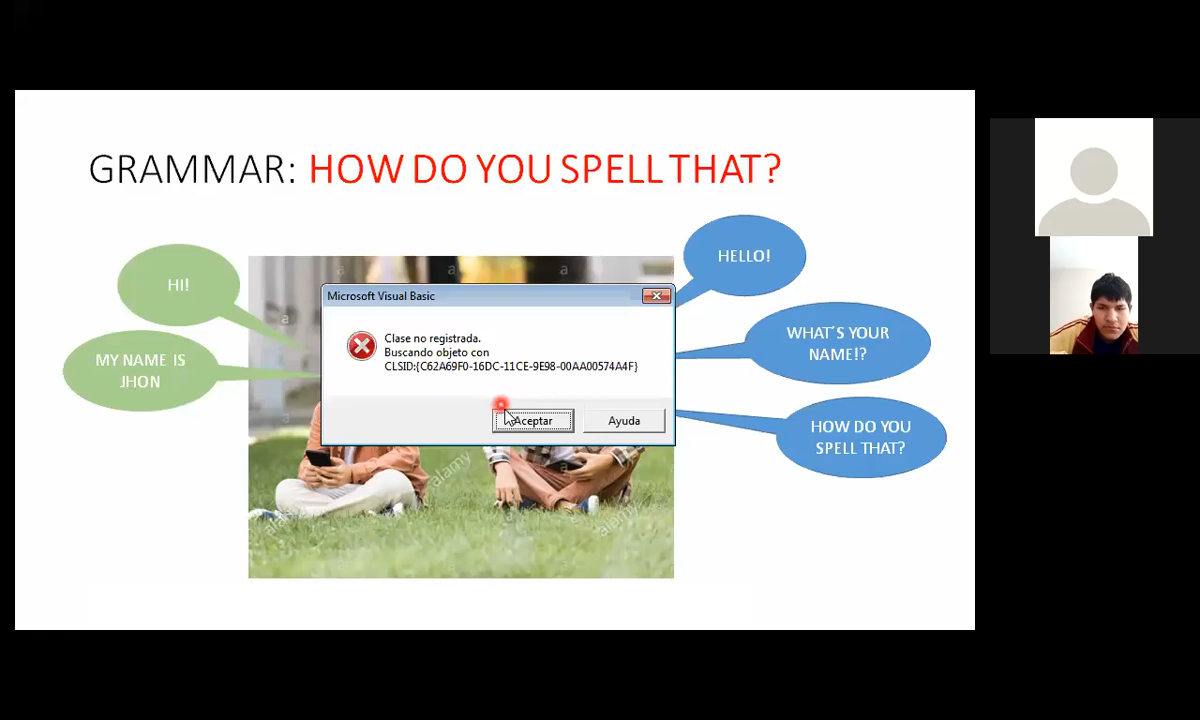 GRAMMAR: HOW DO YOU SPELL THAT?
HI!
MY NAME IS
JHON
HELLO!
WHAT´S YOUR
NAME!?
HOW DO YOU
SPELL THAT?
Microsoft Visual Basic
Clase no registrada.
Buscando objeto con
CLSID:{C62A69F0-16DC-11CE-9E98-00AA00574A4F}
Aceptar
Ayuda
a
a
a
a
a
alamy
alamy
alamy